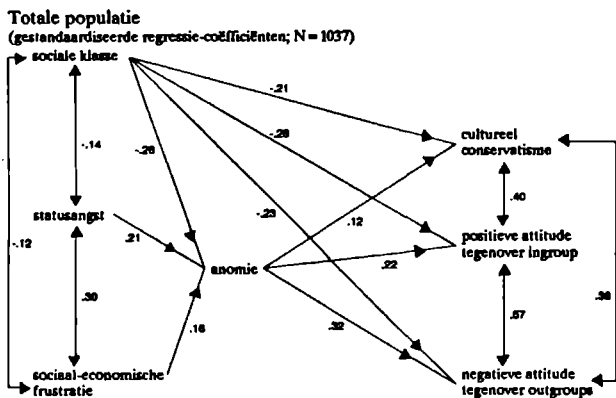 Totale populatie
(gestandaardiseerde regressie-coëfficiënten; N = 1037)
sociale klasse
-.21
-.28
cultureel
conservatisme
-.14
-.26
.40
-.23
.12
statusangst
-.12
.21
positieve attitude
tegenover ingroup
anomie
.22
.38
.30
.32
.57
.16
sociaal-economische
frustratie
negatieve attitude
tegenover outgroups